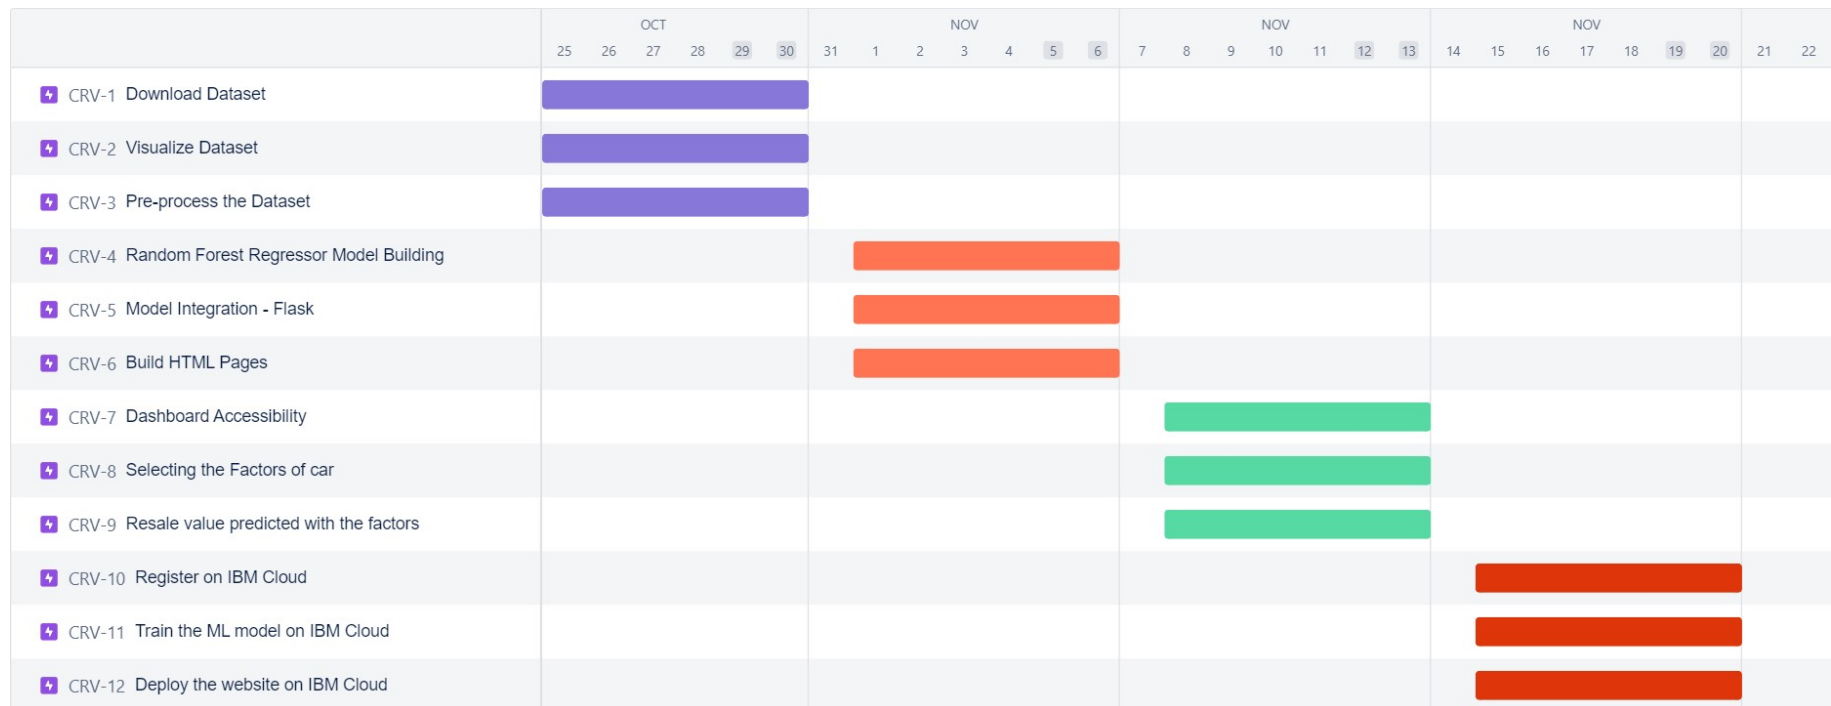 OCT NOV NOV NOV
25 26 27 28 29 30 31 1 2 3 4 5 6 7 8 9 10 11 12 13 14 15 16 17 18 19 20 21 22
CRV-1 Download Dataset
CRV-2 Visualize Dataset
CRV-3 Pre-process the Dataset
CRV-4 Random Forest Regressor Model Building
CRV-5 Model Integration - Flask
CRV-6 Build HTML Pages
CRV-7 Dashboard Accessibility
CRV-8 Selecting the Factors of car
CRV-9 Resale value predicted with the factors
CRV-10 Register on IBM Cloud
CRV-11 Train the ML model on IBM Cloud
CRV-12 Deploy the website on IBM Cloud